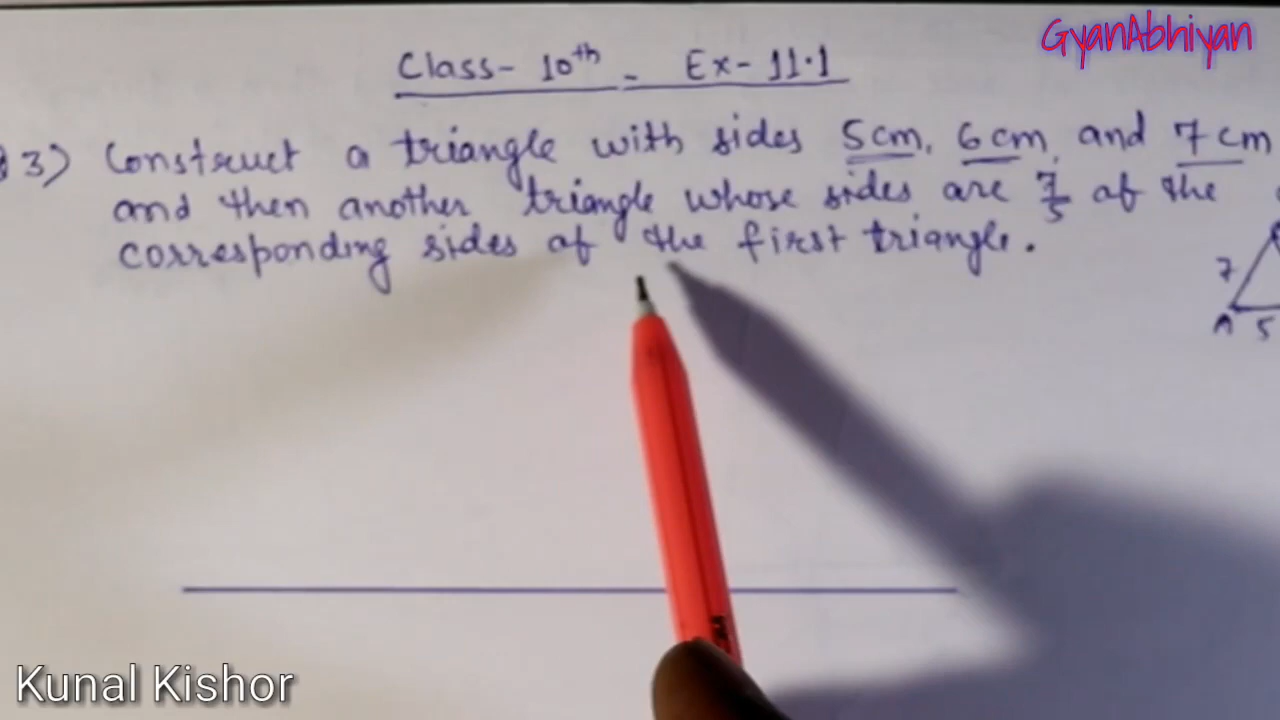 GyanAbhiyan
Class- 10th - Ex- 11.1
3) Construct a triangle with sides 5cm, 6cm, and 7cm
and then another triangle whose sides are 7/5 of the
corresponding sides of the first triangle.
7
A 5
Kunal Kishor